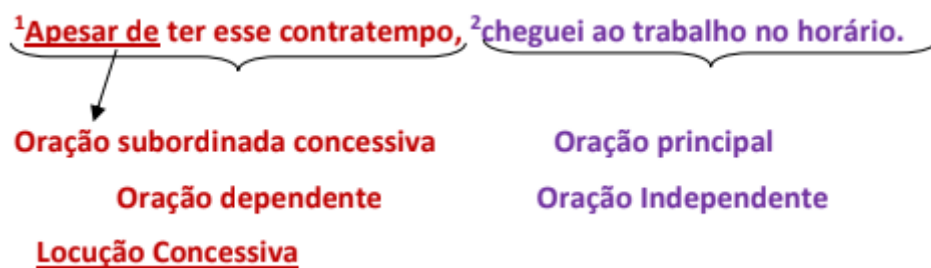 ¹Apesar de ter esse contratempo, ²cheguei ao trabalho no horário.
Oração subordinada concessiva Oração principal
Oração dependente Oração Independente
Locução Concessiva